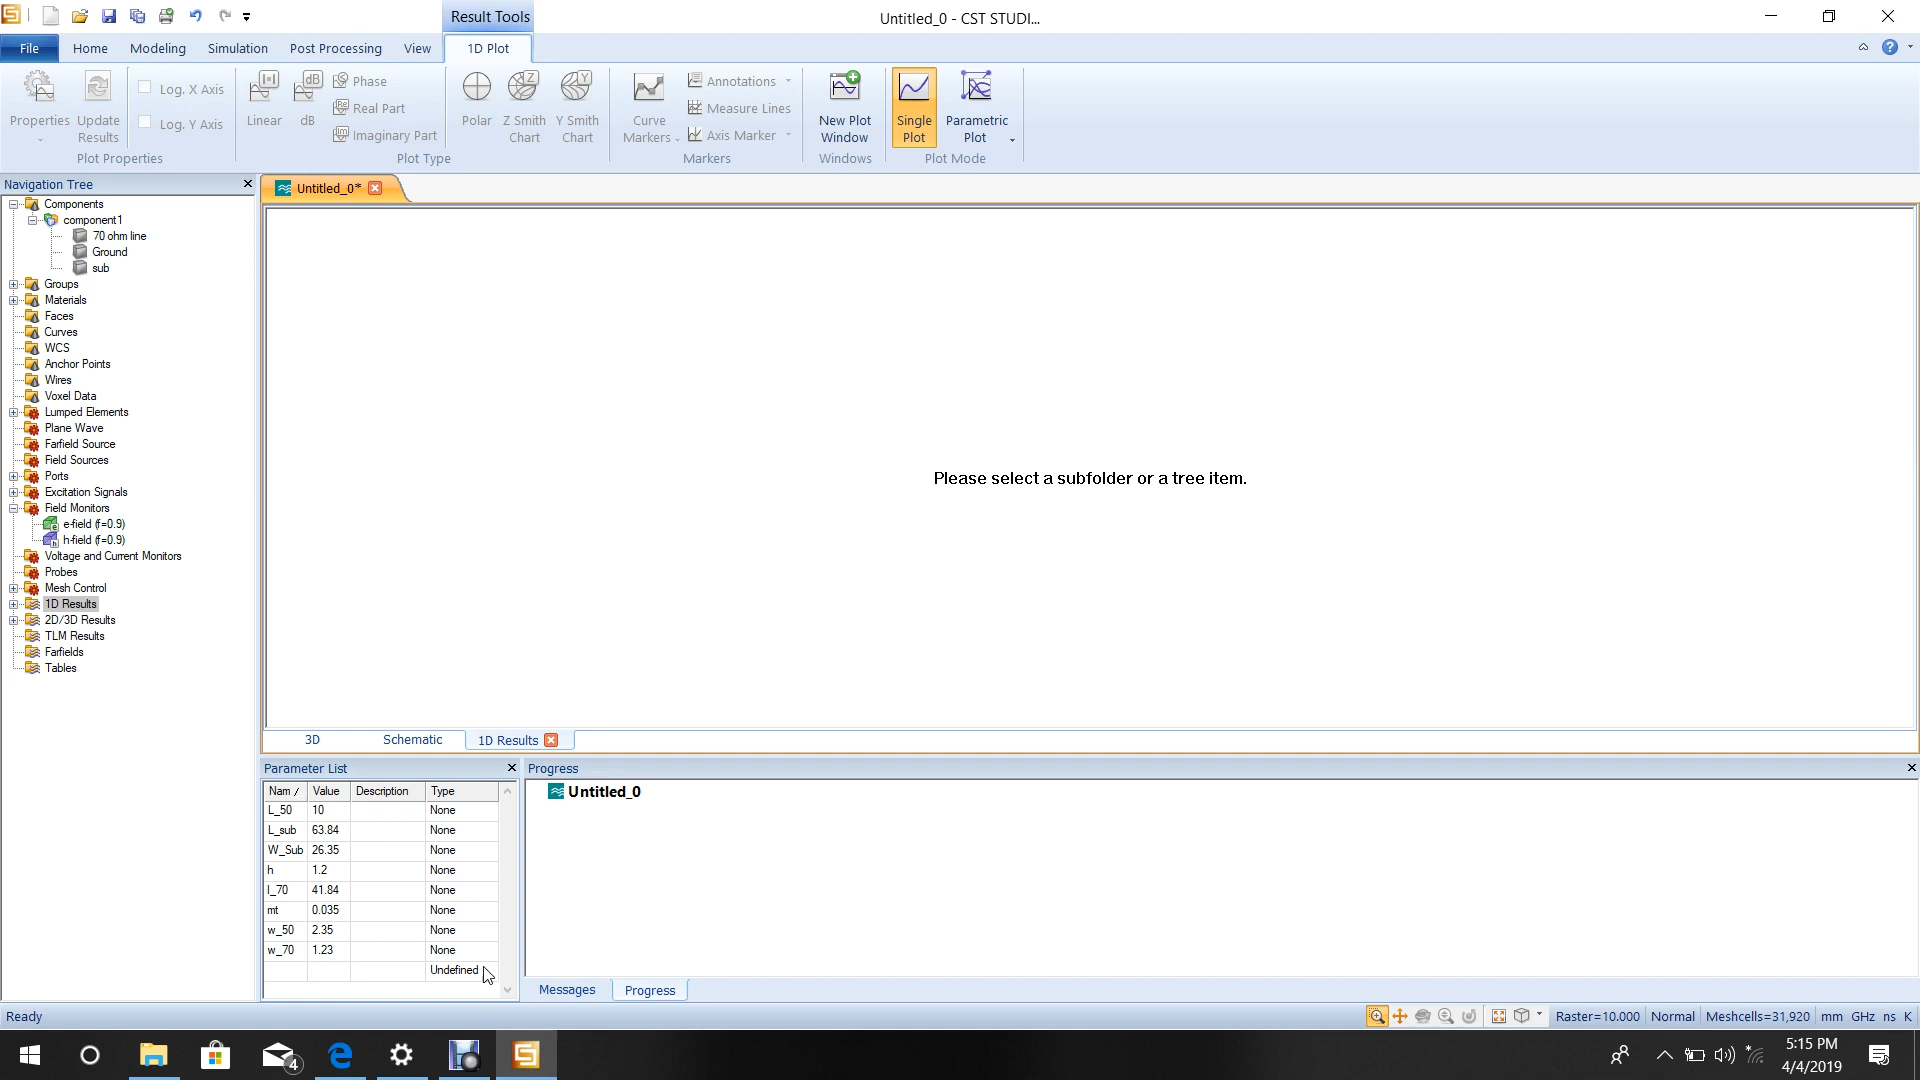 Result Tools
Untitled_0 - CST STUDI...
File
Home
Modeling
Simulation
Post Processing
View
1D Plot
Properties
Update Results
Log. X Axis
Log. Y Axis
Plot Properties
Linear
dB
Phase
Real Part
Imaginary Part
Plot Type
Polar
Z Smith Chart
Y Smith Chart
Curve Markers
Annotations
Measure Lines
Axis Marker
Markers
New Plot Window
Windows
Single Plot
Parametric Plot
Plot Mode
Navigation Tree
Components
component1
70 ohm line
Ground
sub
Groups
Materials
Faces
Curves
WCS
Anchor Points
Wires
Voxel Data
Lumped Elements
Plane Wave
Farfield Source
Field Sources
Ports
Excitation Signals
Field Monitors
e-field (f=0.9)
h-field (f=0.9)
Voltage and Current Monitors
Probes
Mesh Control
1D Results
2D/3D Results
TLM Results
Farfields
Tables
Untitled_0*
Please select a subfolder or a tree item.
3D
Schematic
1D Results
Parameter List
Nam / Value Description Type
L_50 10 None
L_sub 63.84 None
W_Sub 26.35 None
h 1.2 None
l_70 41.84 None
mt 0.035 None
w_50 2.35 None
w_70 1.23 None
Undefined
Progress
Untitled_0
Messages
Progress
Ready
Raster=10.000 Normal Meshcells=31,920 mm GHz ns K
4
5:15 PM
4/4/2019